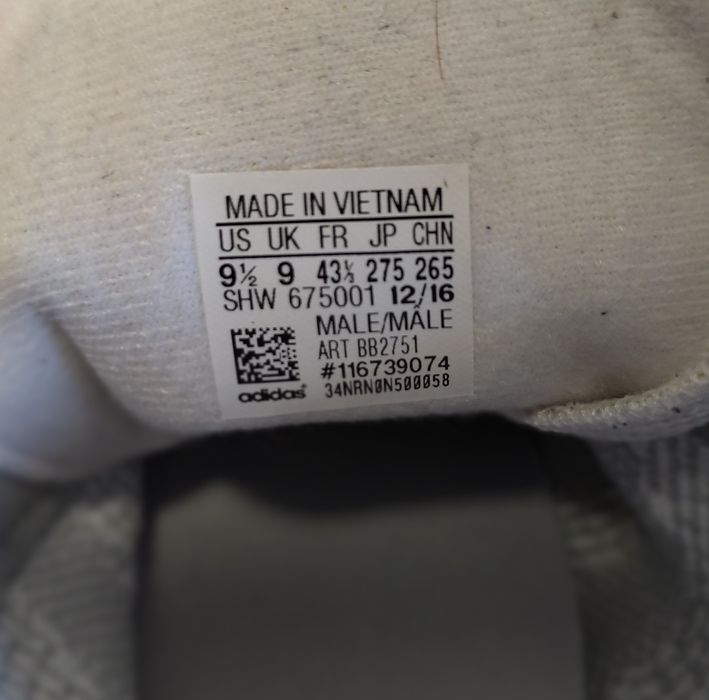 MADE IN VIETNAM
US UK FR JP CHN
9½ 9 43⅓ 275 265
SHW 675001 12/16
MALE/MÂLE
ART BB2751
#116739074
adidas 34NRN0N500058